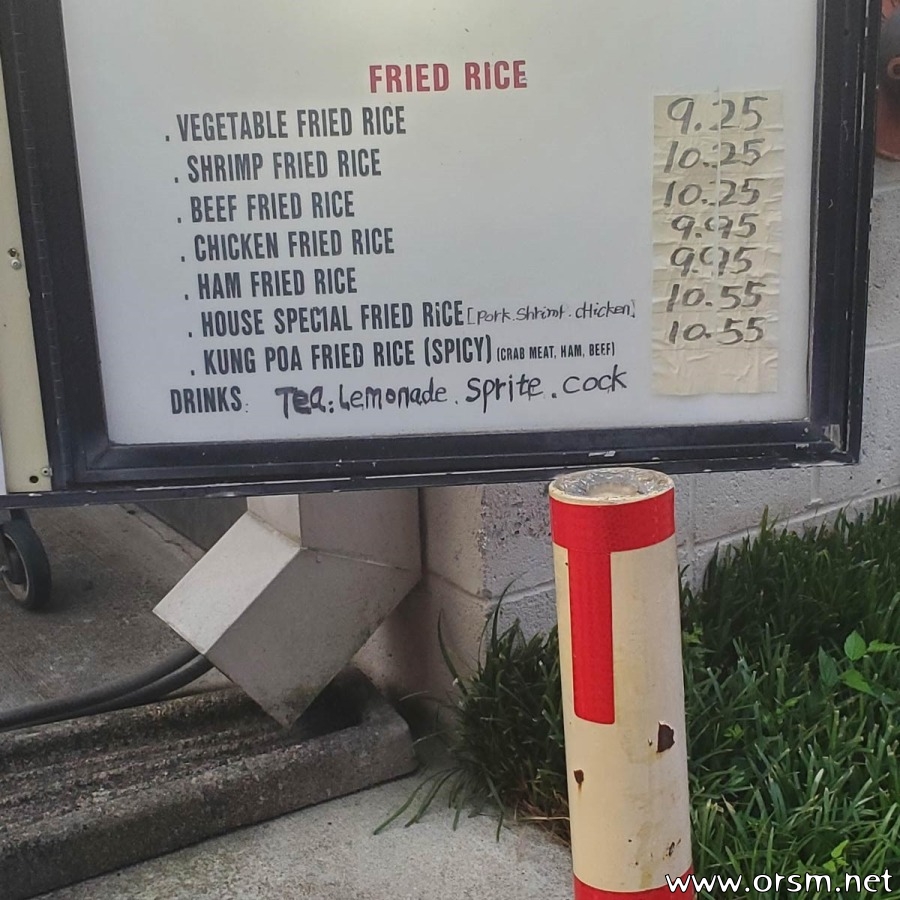 FRIED RICE
. VEGETABLE FRIED RICE 9.25
. SHRIMP FRIED RICE 10.25
. BEEF FRIED RICE 10.25
. CHICKEN FRIED RICE 9.95
. HAM FRIED RICE 9.95
. HOUSE SPECIAL FRIED RICE [Pork. Shrimt. chicken] 10.55
. KUNG POA FRIED RICE (SPICY) (CRAB MEAT, HAM, BEEF) 10.55
DRINKS: Tea. Lemonade. Sprite. Cock
www.orsm.net